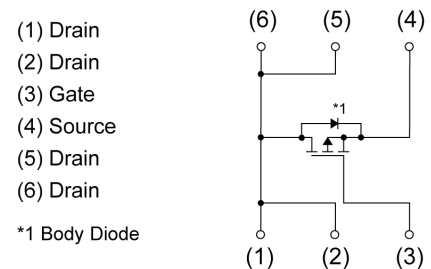 (1) Drain
(2) Drain
(3) Gate
(4) Source
(5) Drain
(6) Drain
*1 Body Diode
(6) (5) (4)
*1
(1) (2) (3)